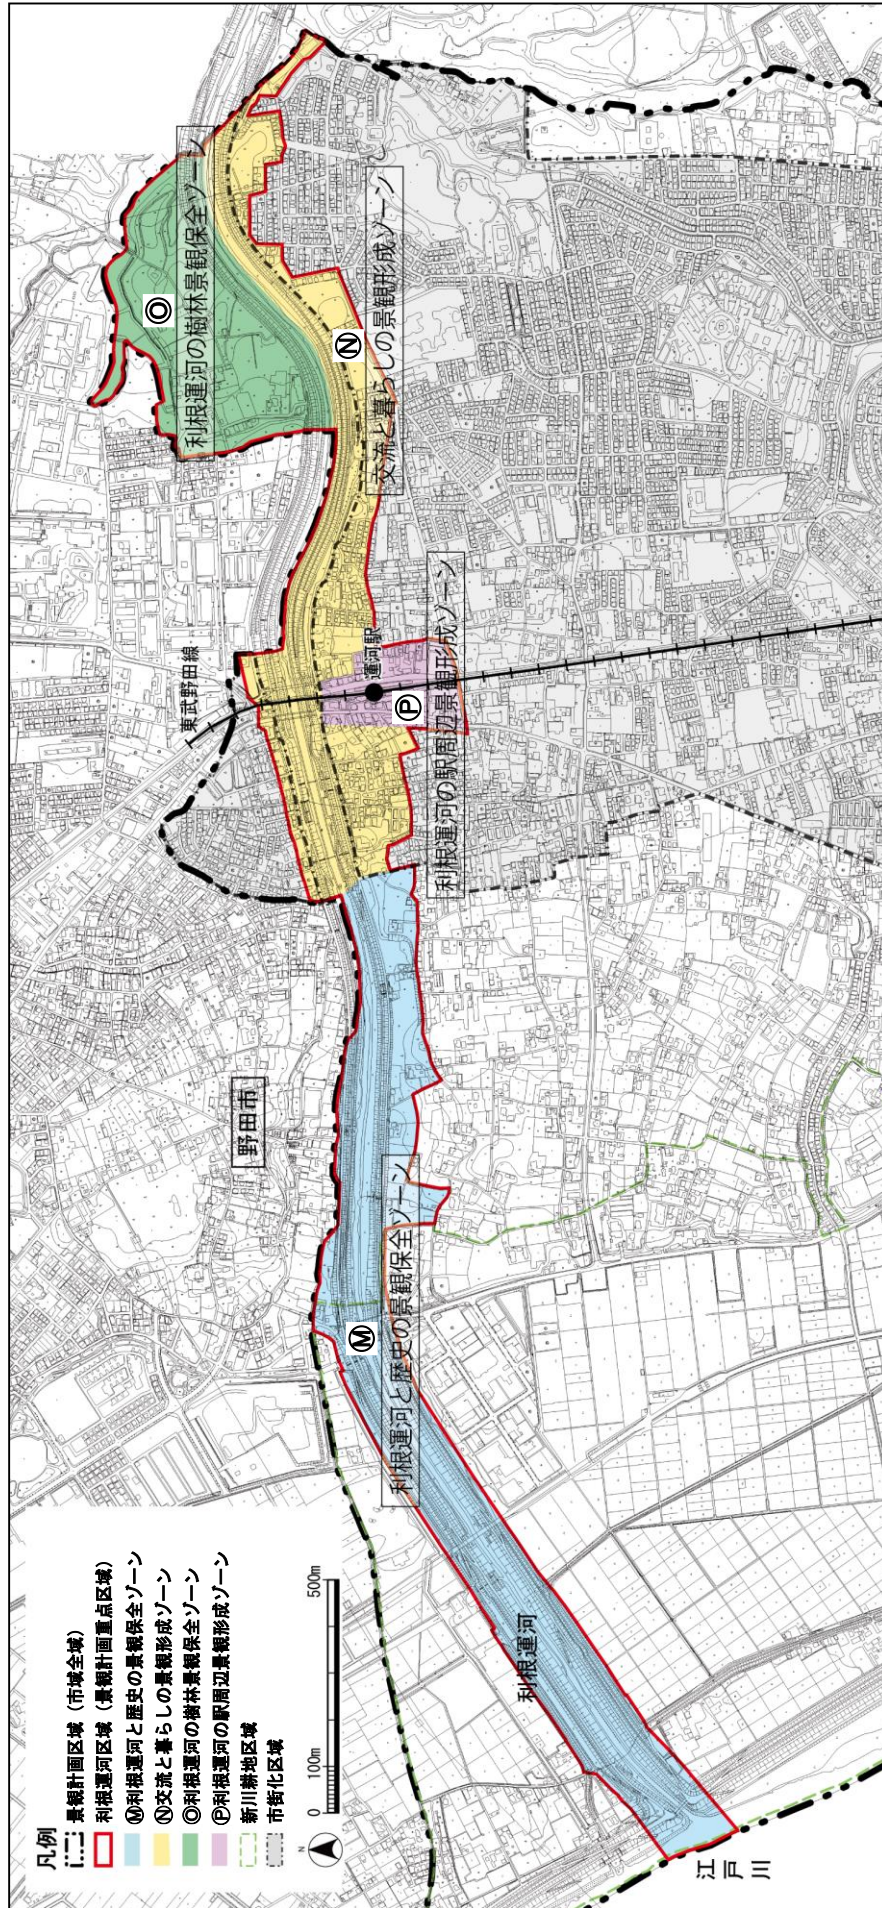 凡例
景観計画区域（市域全域）
利根運河区域（景観計画重点区域）
Ⓜ利根運河と歴史の景観保全ゾーン
Ⓝ交流と暮らしの景観形成ゾーン
Ⓞ利根運河の樹林景観保全ゾーン
Ⓟ利根運河の駅周辺景観形成ゾーン
新川耕地区域
市街化区域
N
0 100m 500m
江戸川
利根運河
Ⓜ
利根運河と歴史の景観保全ゾーン
野田市
東武野田線
運河駅
Ⓟ
利根運河の駅周辺景観形成ゾーン
Ⓝ
交流と暮らしの景観形成ゾーン
Ⓞ
利根運河の樹林景観保全ゾーン